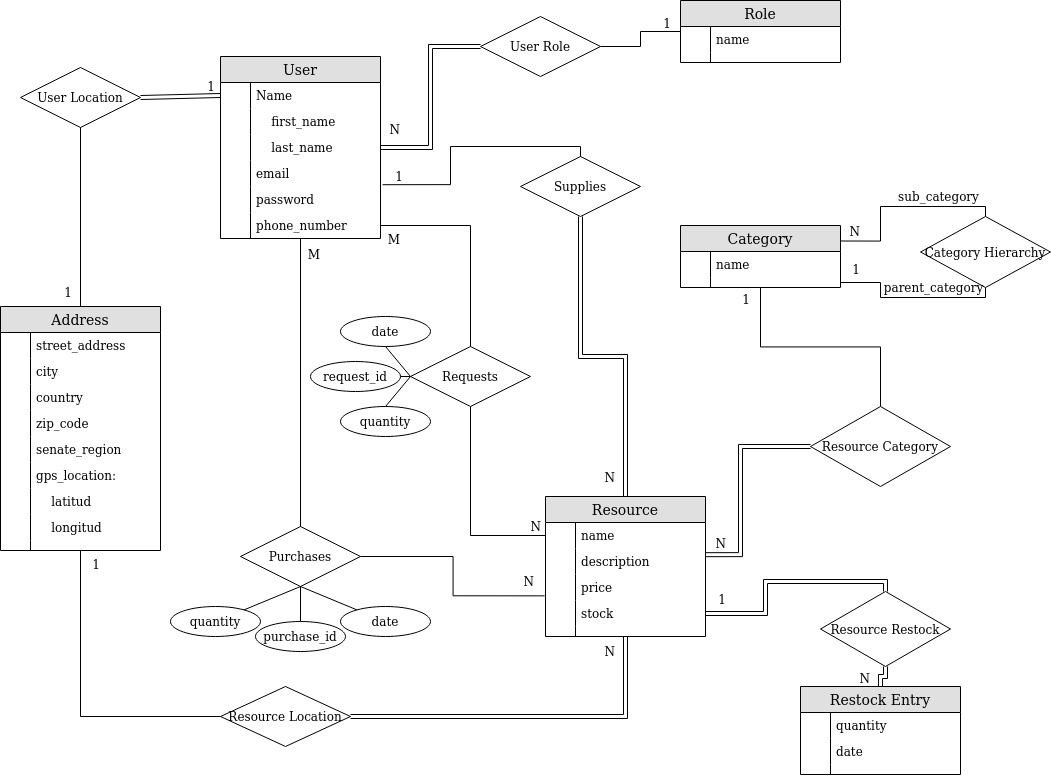 Role
name
User Role
1
N
User
Name
first_name
last_name
email
password
phone_number
User Location
1
1
1
Supplies
N
Category
name
sub_category
N
Category Hierarchy
1
parent_category
1
Resource Category
N
M
M
date
request_id
quantity
Requests
N
Address
street_address
city
country
zip_code
senate_region
gps_location:
latitud
longitud
1
Purchases
N
quantity
purchase_id
date
Resource
name
description
price
stock
1
Resource Restock
N
Restock Entry
quantity
date
N
Resource Location